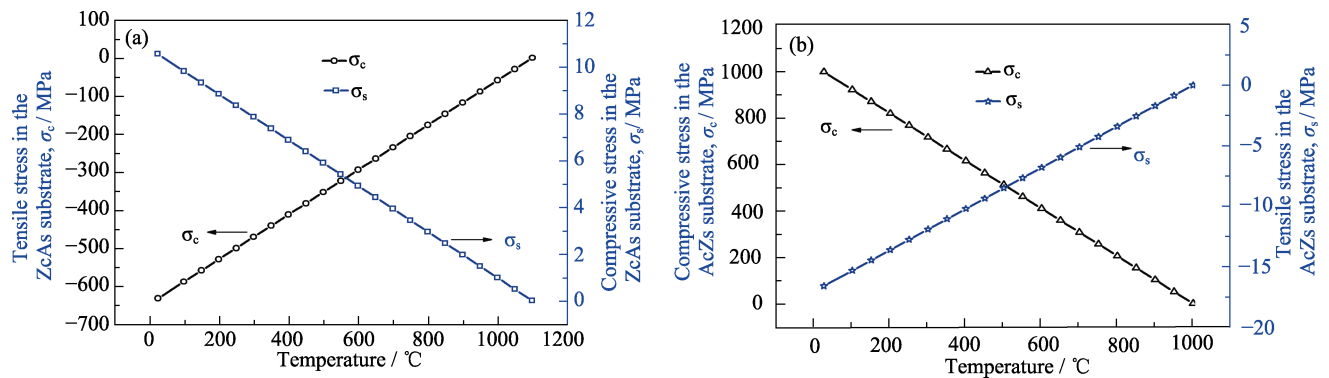 (a)
Tensile stress in the
ZcAs substrate, σc / MPa
100
0
−100
−200
−300
−400
−500
−600
−700
σc
σs
σc
σs
12
10
8
6
4
2
0
Compressive stress in the
ZcAs substrate, σs/ MPa
0 200 400 600 800 1000 1200
Temperature / ℃
(b)
Compressive stress in the
AcZs substrate, σc / MPa
1200
1000
1000
800
600
400
200
0
σc
σs
σc
σs
5
0
−5
−10
−15
−20
Tensile stress in the
AcZs substrate, σs / MPa
0 200 400 600 800 1000
Temperature / ℃